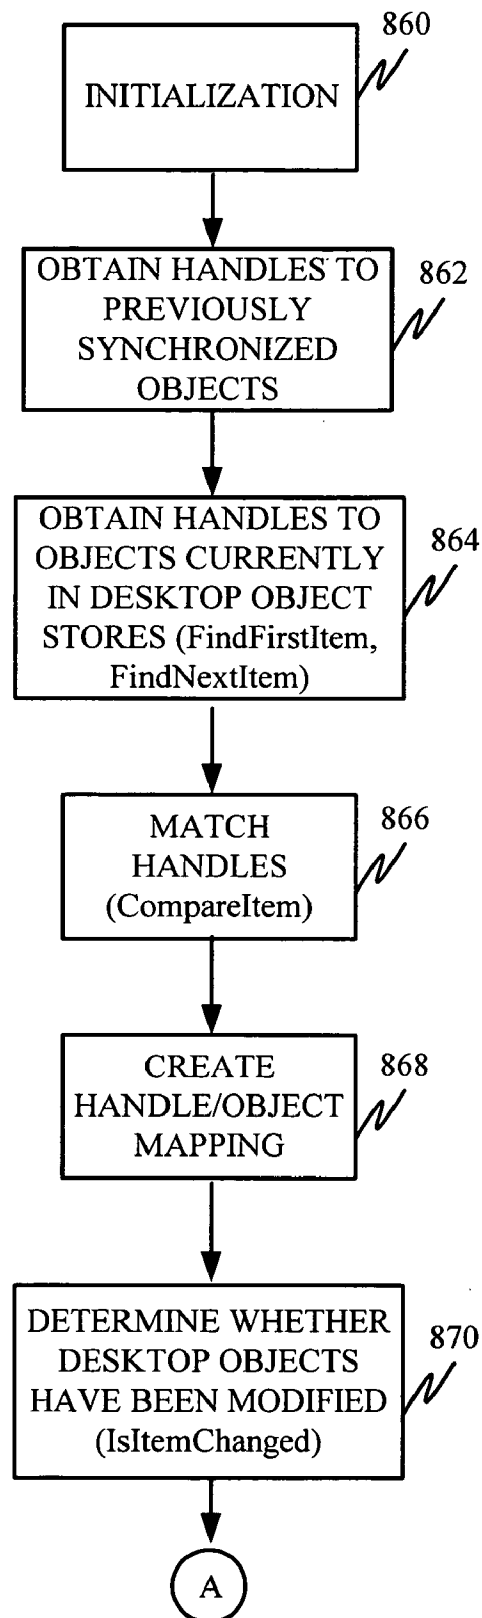 860
INITIALIZATION
OBTAIN HANDLES TO
PREVIOUSLY
SYNCHRONIZED
OBJECTS
862
OBTAIN HANDLES TO
OBJECTS CURRENTLY
IN DESKTOP OBJECT
STORES (FindFirstItem,
FindNextItem)
864
MATCH
HANDLES
(CompareItem)
866
CREATE
HANDLE/OBJECT
MAPPING
868
DETERMINE WHETHER
DESKTOP OBJECTS
HAVE BEEN MODIFIED
(IsItemChanged)
870
A